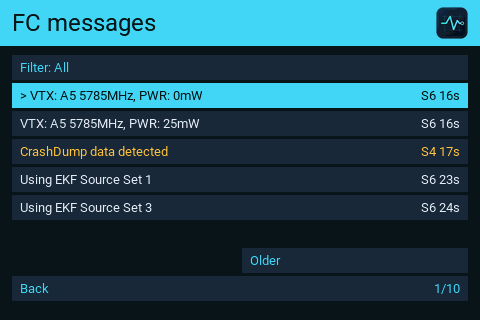 FC messages
Filter: All
> VTX: A5 5785MHz, PWR: 0mW S6 16s
VTX: A5 5785MHz, PWR: 25mW S6 16s
CrashDump data detected S4 17s
Using EKF Source Set 1 S6 23s
Using EKF Source Set 3 S6 24s
Older
Back 1/10